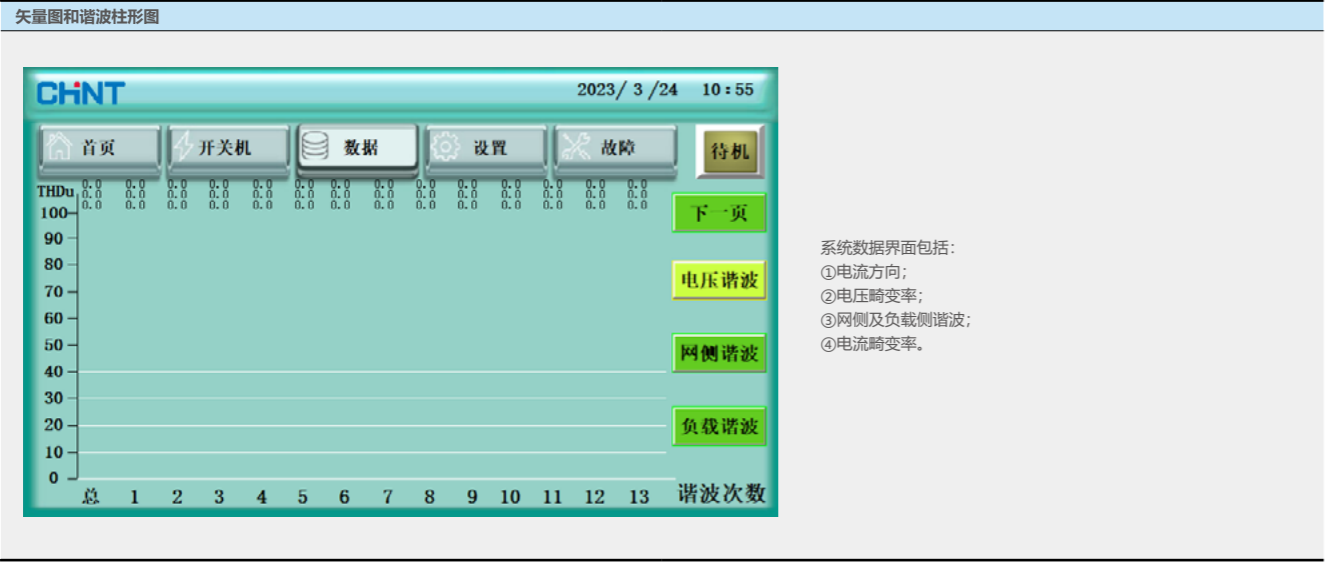 矢量图和谐波柱形图
CHNT
2023/ 3 /24 10:55
首页 开关机 数据 设置 故障 待机
THDu 0.0 0.0 0.0 0.0 0.0 0.0 0.0 0.0 0.0 0.0 0.0 0.0 0.0 0.0
0.0 0.0 0.0 0.0 0.0 0.0 0.0 0.0 0.0 0.0 0.0 0.0 0.0 0.0
0.0 0.0 0.0 0.0 0.0 0.0 0.0 0.0 0.0 0.0 0.0 0.0 0.0 0.0
100
90
80
70
60
50
40
30
20
10
0
总 1 2 3 4 5 6 7 8 9 10 11 12 13 谐波次数
下一页
电压谐波
网侧谐波
负载谐波
系统数据界面包括：
①电流方向；
②电压畸变率；
③网侧及负载侧谐波；
④电流畸变率。